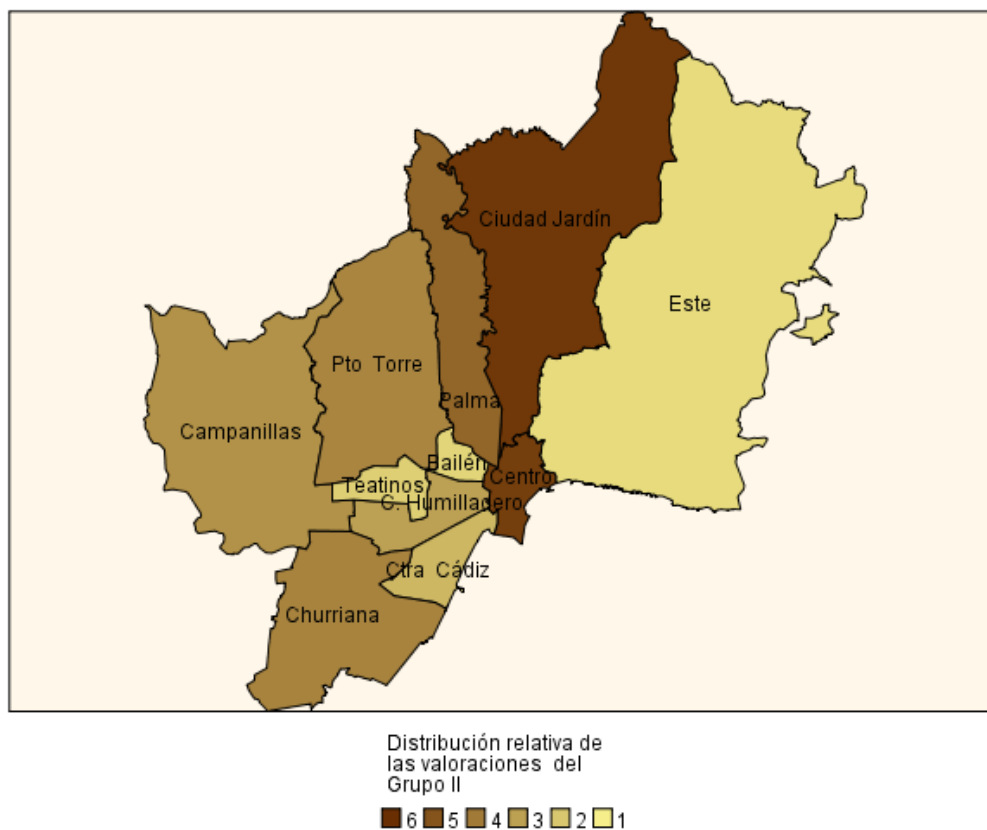 Ciudad Jardín
Este
Pto Torre
Palma
Campanillas
Bailén
Centro
Teatinos
C. Humilladero
Ctra Cádiz
Churriana
Distribución relativa de
las valoraciones del
Grupo II
6 5 4 3 2 1